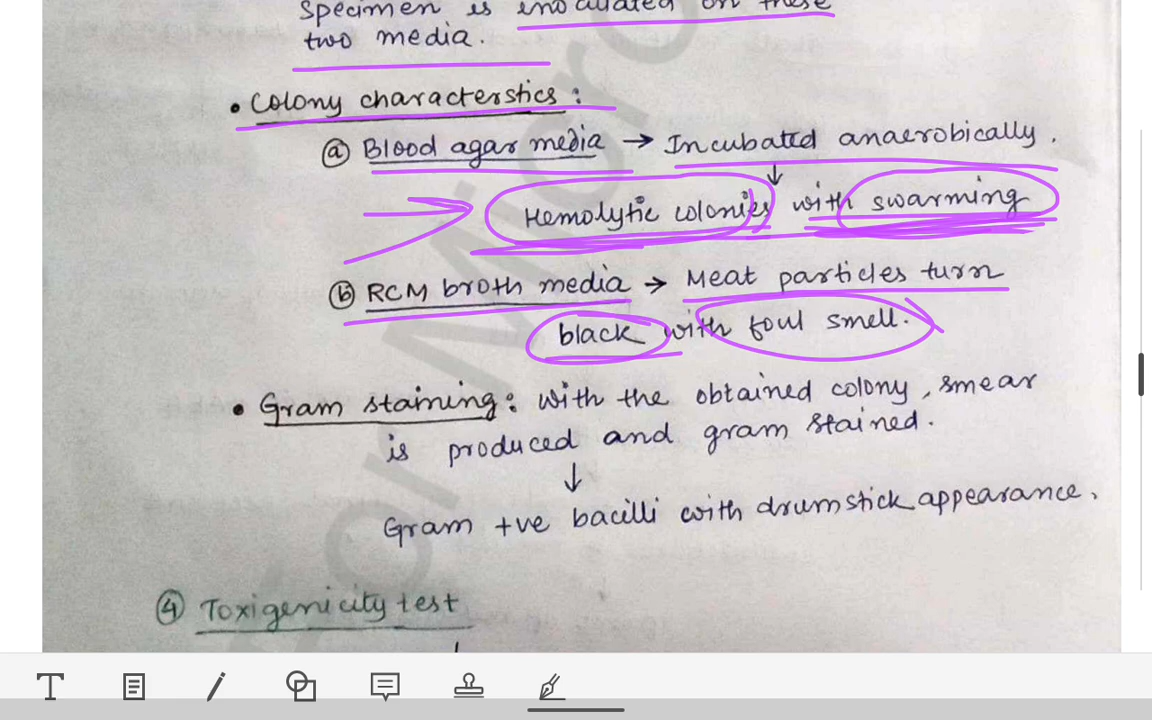 Specimen is inoculated on these
two media.
• Colony characterstics :
ⓐ Blood agar media → Incubated anaerobically.
↓
Hemolytic colonies with swarming
ⓑ RCM broth media → Meat particles turn
black with foul smell.
• Gram staining : with the obtained colony, smear
is produced and gram stained.
↓
Gram +ve bacilli with drumstick appearance.
④ Toxigenicity test